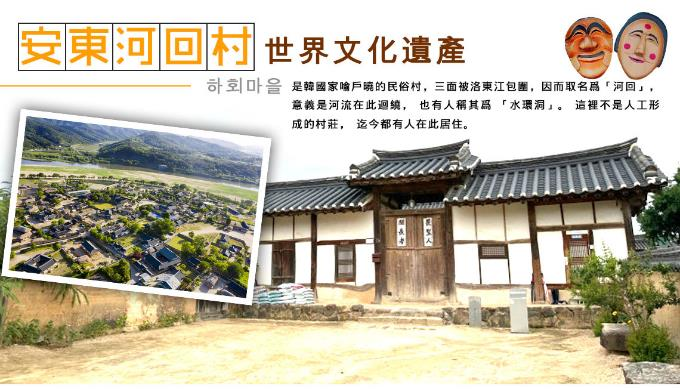 安東河回村 世界文化遺產
하회마을
是韓國家喻戶曉的民俗村，三面被洛東江包圍，因而取名爲「河回」，
意義是河流在此迴繞， 也有人稱其爲 「水環洞」。 這裡不是人工形
成的村莊， 迄今都有人在此居住。